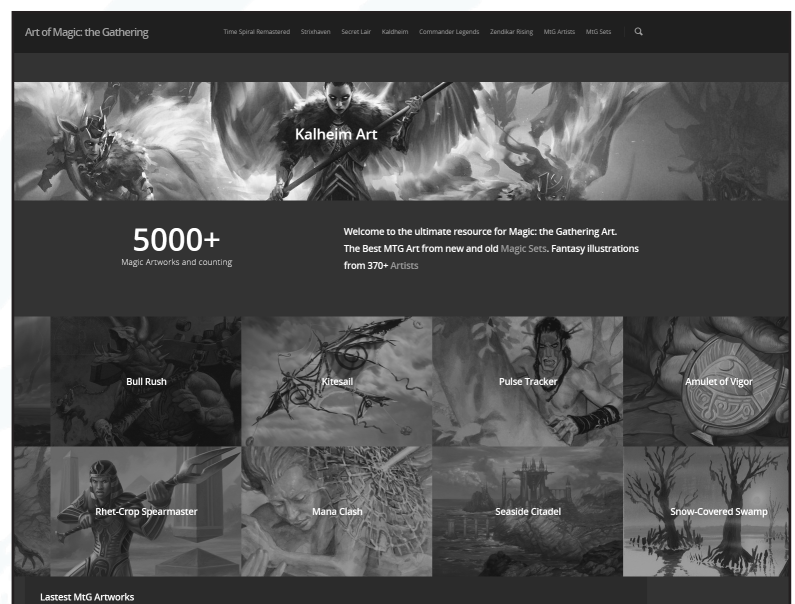 Art of Magic: the Gathering
Time Spiral Remastered Strixhaven Secret Lair Kaldheim Commander Legends Zendikar Rising MtG Artists MtG Sets
Kalheim Art
5000+
Magic Artworks and counting
Welcome to the ultimate resource for Magic: the Gathering Art.
The Best MTG Art from new and old Magic Sets. Fantasy illustrations
from 370+ Artists
Bull Rush
Kitesail
Pulse Tracker
Amulet of Vigor
Rhet-Crop Spearmaster
Mana Clash
Seaside Citadel
Snow-Covered Swamp
Lastest MtG Artworks